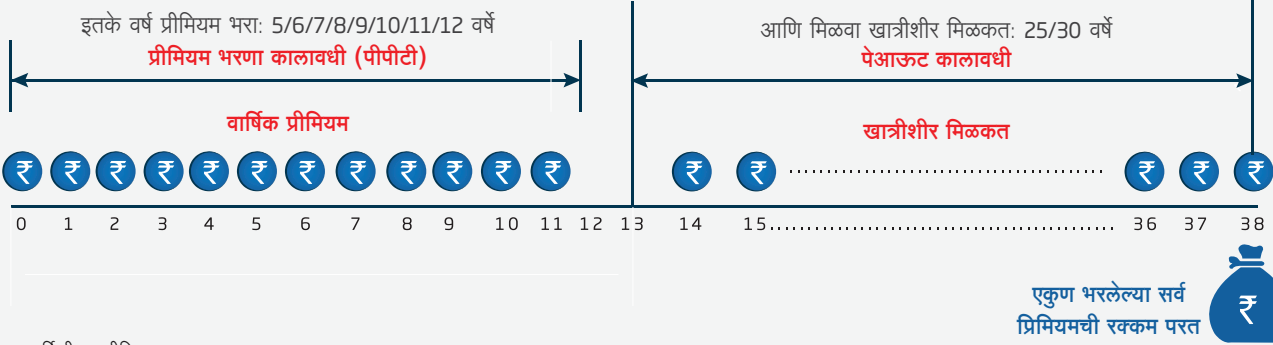 इतके वर्ष प्रीमियम भरा: 5/6/7/8/9/10/11/12 वर्षे
प्रीमियम भरणा कालावधी (पीपीटी)
वार्षिक प्रीमियम
आणि मिळवा खात्रीशीर मिळकत: 25/30 वर्षे
पेआऊट कालावधी
खात्रीशीर मिळकत
₹ ₹ ₹ ₹ ₹ ₹ ₹ ₹ ₹ ₹ ₹ ₹ ₹ ₹ ........................................ ₹ ₹ ₹
0 1 2 3 4 5 6 7 8 9 10 11 12 13 14 15........................................... 36 37 38
एकुण भरलेल्या सर्व
प्रिमियमची रक्कम परत
₹